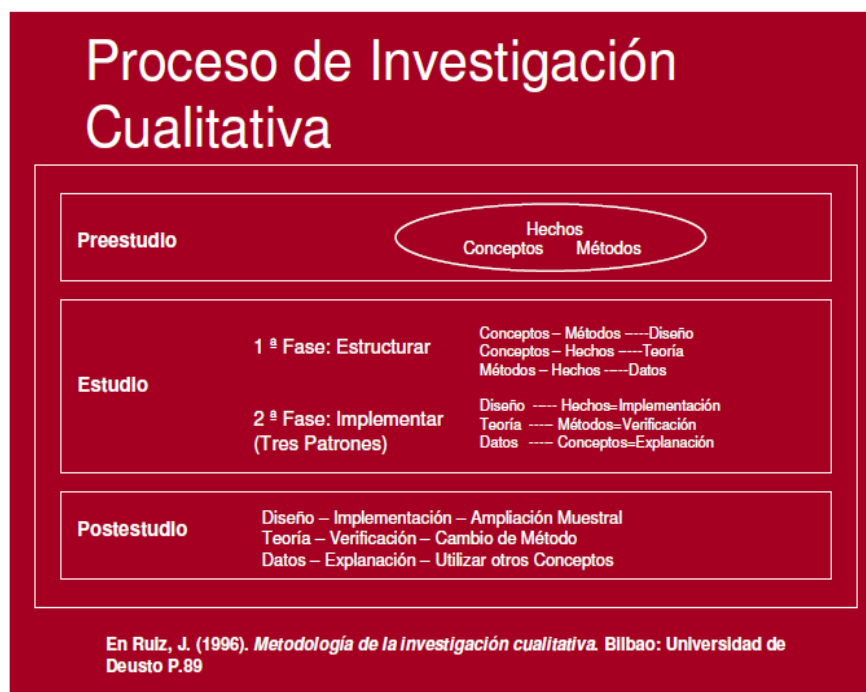 Proceso de Investigación
Cualitativa
Preestudio
Hechos
Conceptos Métodos
Estudio
1 ª Fase: Estructurar
Conceptos – Métodos -----Diseño
Conceptos – Hechos ----Teoría
Métodos – Hechos -----Datos
2 ª Fase: Implementar
(Tres Patrones)
Diseño ----- Hechos=Implementación
Teoría ---- Métodos=Verificación
Datos ---- Conceptos=Explanación
Postestudio
Diseño – Implementación – Ampliación Muestral
Teoría – Verificación – Cambio de Método
Datos – Explanación – Utilizar otros Conceptos
En Ruiz, J. (1996). Metodología de la investigación cualitativa. Bilbao: Universidad de
Deusto P.89